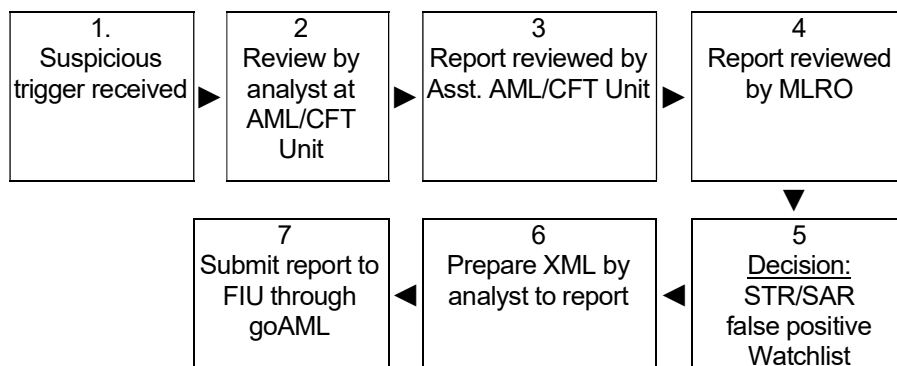 1.
Suspicious
trigger received
2
Review by
analyst at
AML/CFT
Unit
3
Report reviewed by
Asst. AML/CFT Unit
4
Report reviewed
by MLRO
5
Decision:
STR/SAR
false positive
Watchlist
6
Prepare XML by
analyst to report
7
Submit report to
FIU through
goAML